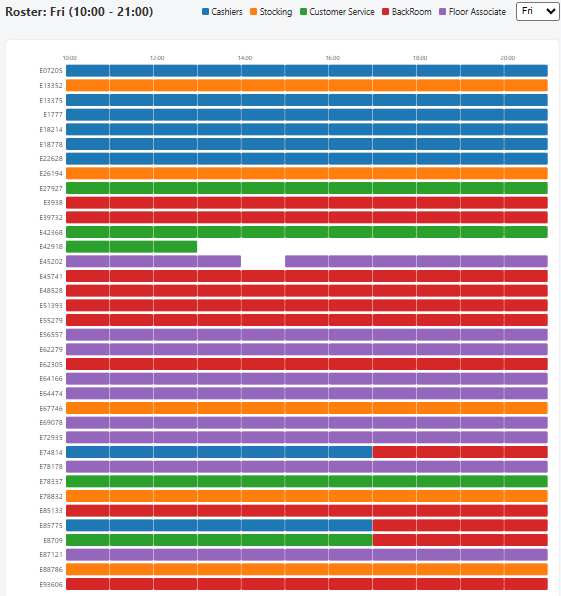 Roster: Fri (10:00 - 21:00)
Cashiers Stocking Customer Service BackRoom Floor Associate
Fri
10:00 12:00 14:00 16:00 18:00 20:00
E07205
E13352
E13375
E1777
E18214
E18778
E22628
E26194
E27927
E3938
E39732
E42368
E42918
E45202
E45741
E48528
E51393
E55279
E56557
E62279
E62305
E64166
E64474
E67746
E69078
E72935
E74814
E78178
E78337
E78832
E85133
E85775
E8709
E87121
E88786
E93606